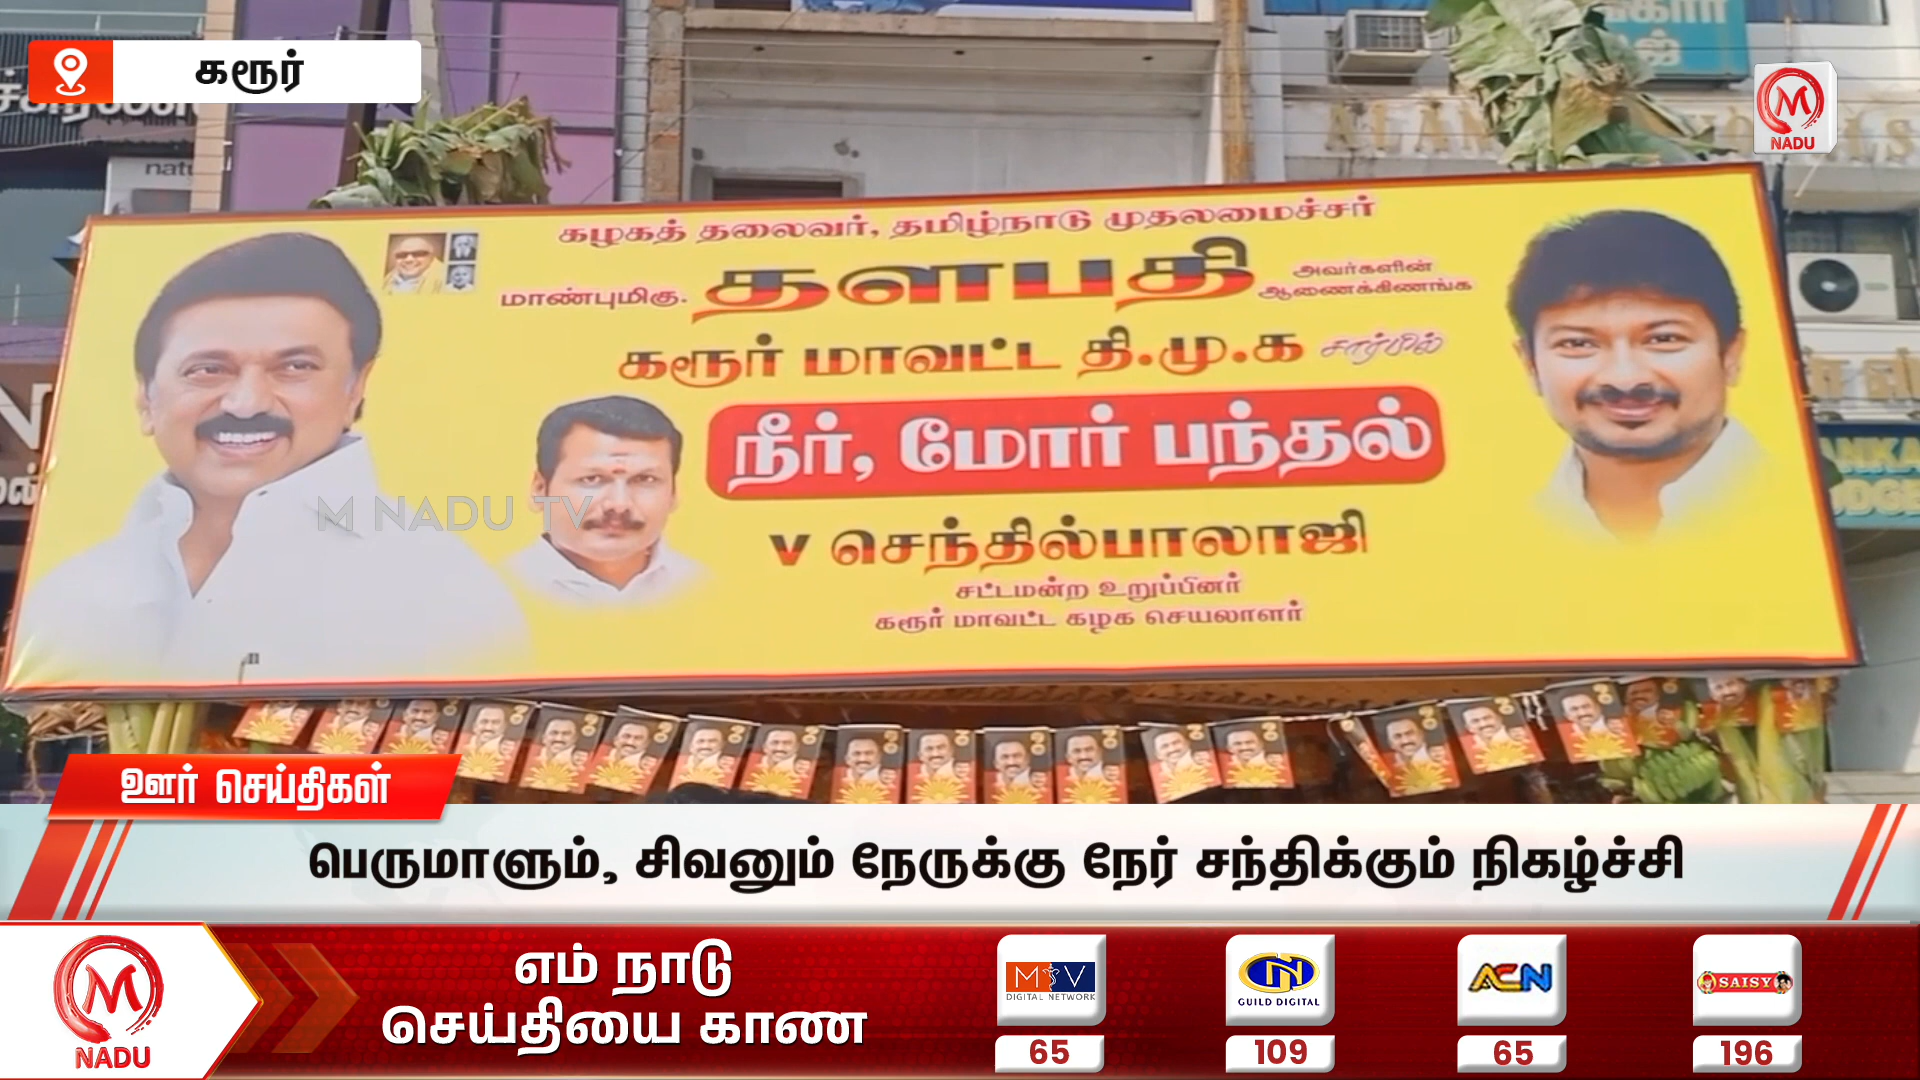 கரூர்
natu
M
NADU
கழகத் தலைவர், தமிழ்நாடு முதலமைச்சர்
மாண்புமிகு. தளபதி அவர்களின்
ஆணைக்கிணங்க
கரூர் மாவட்ட தி.மு.க சார்பில்
நீர், மோர் பந்தல்
M NADU TV
V செந்தில்பாலாஜி
சட்டமன்ற உறுப்பினர்
கரூர் மாவட்ட கழக செயலாளர்
ஊர் செய்திகள்
பெருமாளும், சிவனும் நேருக்கு நேர் சந்திக்கும் நிகழ்ச்சி
M
NADU
எம் நாடு
செய்தியை காண
M V
DIGITAL NETWORK
65
GUILD DIGITAL
109
ACN
65
SAISY
196